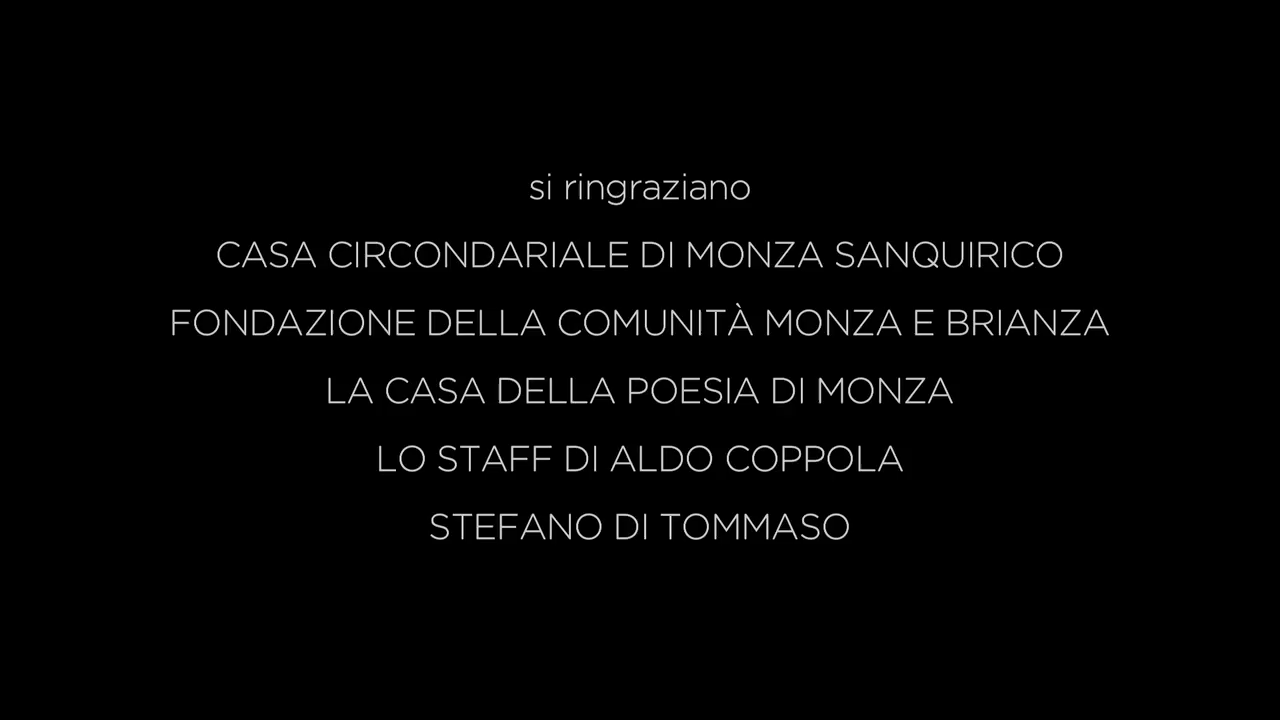 si ringraziano
CASA CIRCONDARIALE DI MONZA SANQUIRICO
FONDAZIONE DELLA COMUNITÀ MONZA E BRIANZA
LA CASA DELLA POESIA DI MONZA
LO STAFF DI ALDO COPPOLA
STEFANO DI TOMMASO